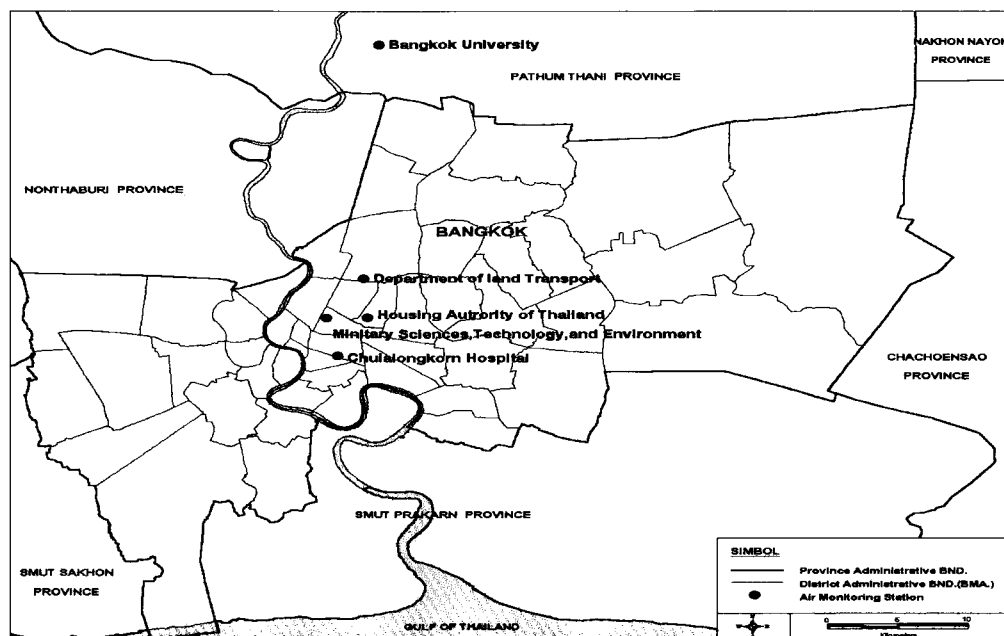 Bangkok University
NAKHON NAYON
PROVINCE
PATHUM THANI PROVINCE
NONTHABURI PROVINCE
BANGKOK
Department of land Transport
Housing Autrority of Thailand
Minitary Sciences,Technology,and Environment
Chulalongkorn Hospital
CHACHOENSAO
PROVINCE
SMUT PRAKARN PROVINCE
SMUT SAKHON
PROVINCE
GULF OF THAILAND
SIMBOL
Province Administrative BND.
District Administrative BND.(BMA.)
Air Monitoring Station
0 5 10